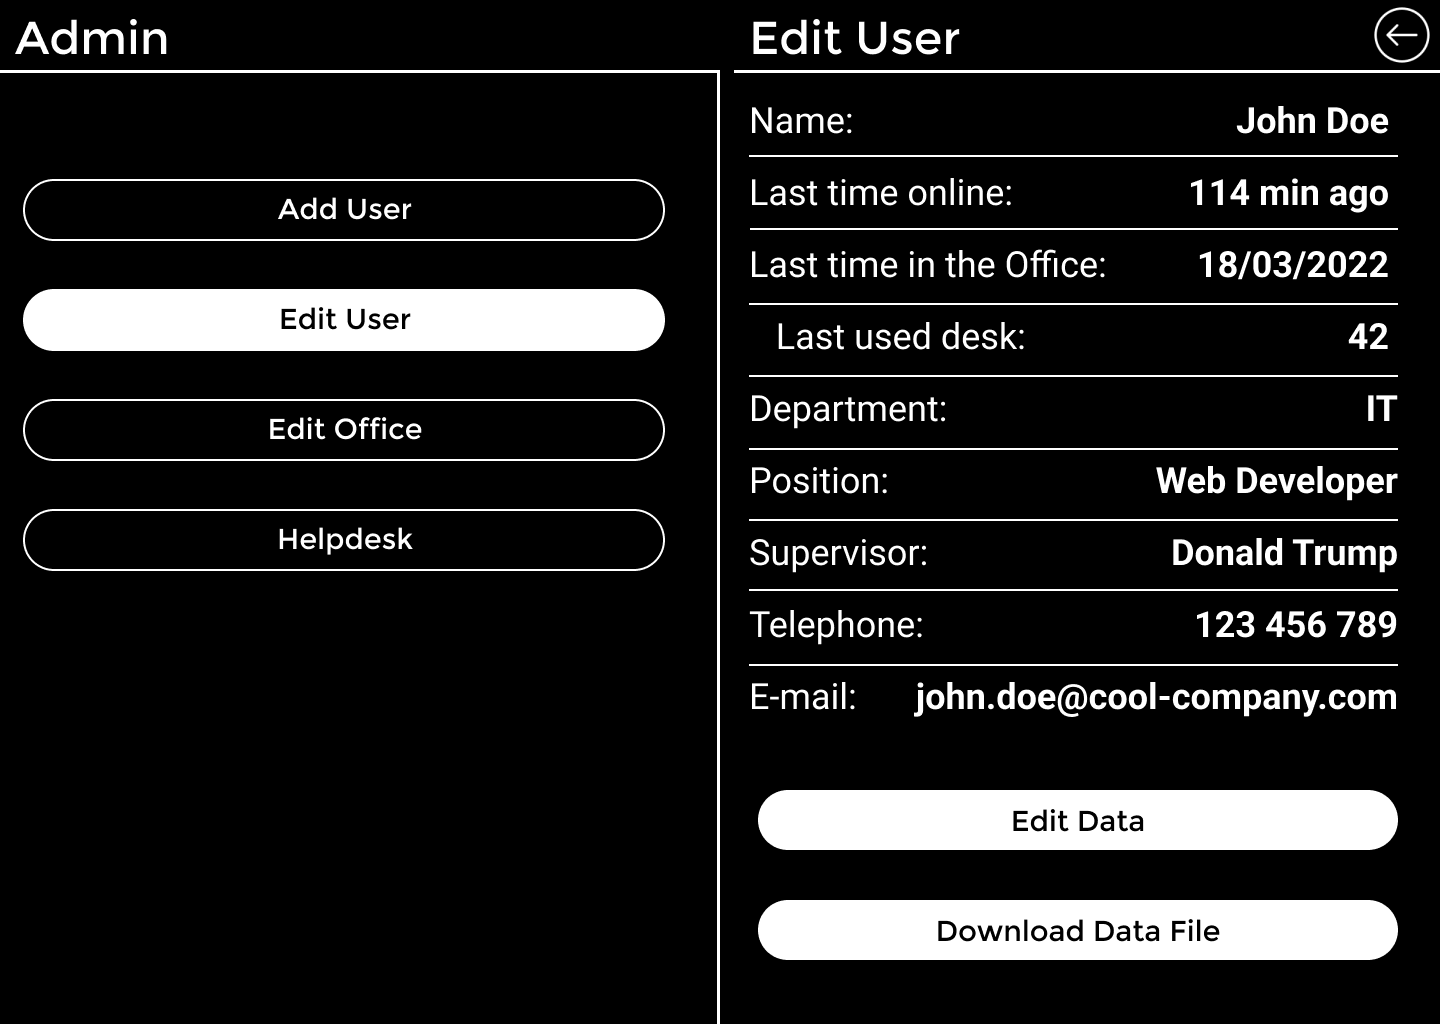 Admin
Add User
Edit User
Edit Office
Helpdesk
Edit User
Name: John Doe
Last time online: 114 min ago
Last time in the Office: 18/03/2022
Last used desk: 42
Department: IT
Position: Web Developer
Supervisor: Donald Trump
Telephone: 123 456 789
E-mail: john.doe@cool-company.com
Edit Data
Download Data File